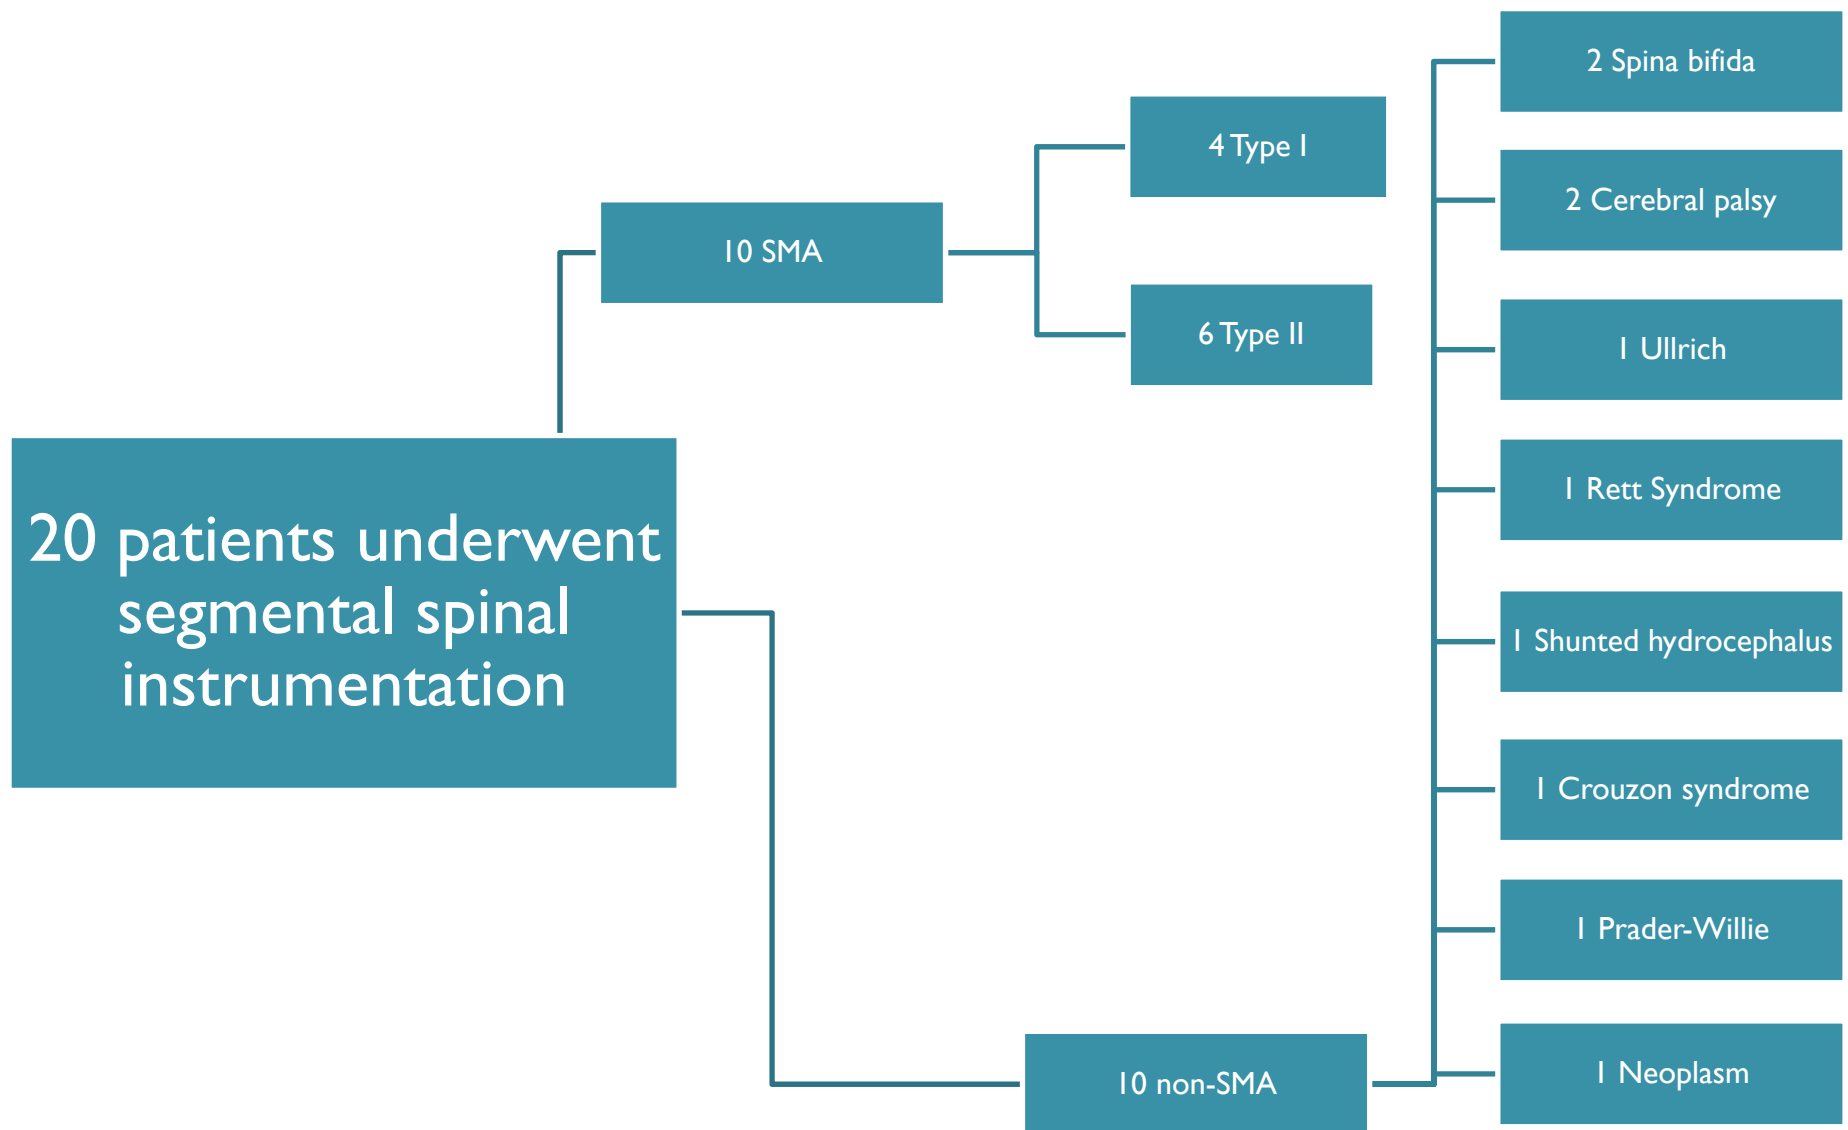 20 patients underwent
segmental spinal
instrumentation
10 SMA
4 Type I
6 Type II
10 non-SMA
2 Spina bifida
2 Cerebral palsy
1 Ullrich
1 Rett Syndrome
1 Shunted hydrocephalus
1 Crouzon syndrome
1 Prader-Willie
1 Neoplasm